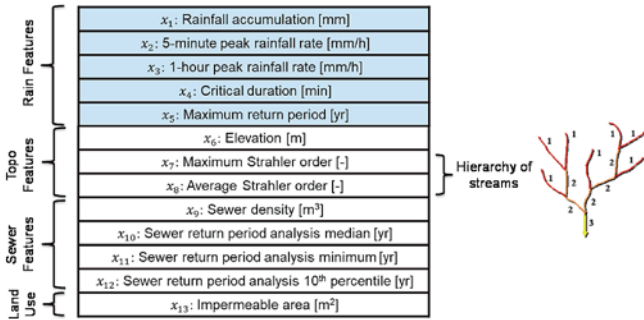 Rain Features
x₁: Rainfall accumulation [mm]
x₂: 5-minute peak rainfall rate [mm/h]
x₃: 1-hour peak rainfall rate [mm/h]
x₄: Critical duration [min]
x₅: Maximum return period [yr]
Topo Features
x₆: Elevation [m]
x₇: Maximum Strahler order [-]
x₈: Average Strahler order [-]
Sewer Features
x₉: Sewer density [m³]
x₁₀: Sewer return period analysis median [yr]
x₁₁: Sewer return period analysis minimum [yr]
x₁₂: Sewer return period analysis 10th percentile [yr]
Land Use
x₁₃: Impermeable area [m²]
Hierarchy of streams
1
1
1
1
1
1
2
2
2
2
3